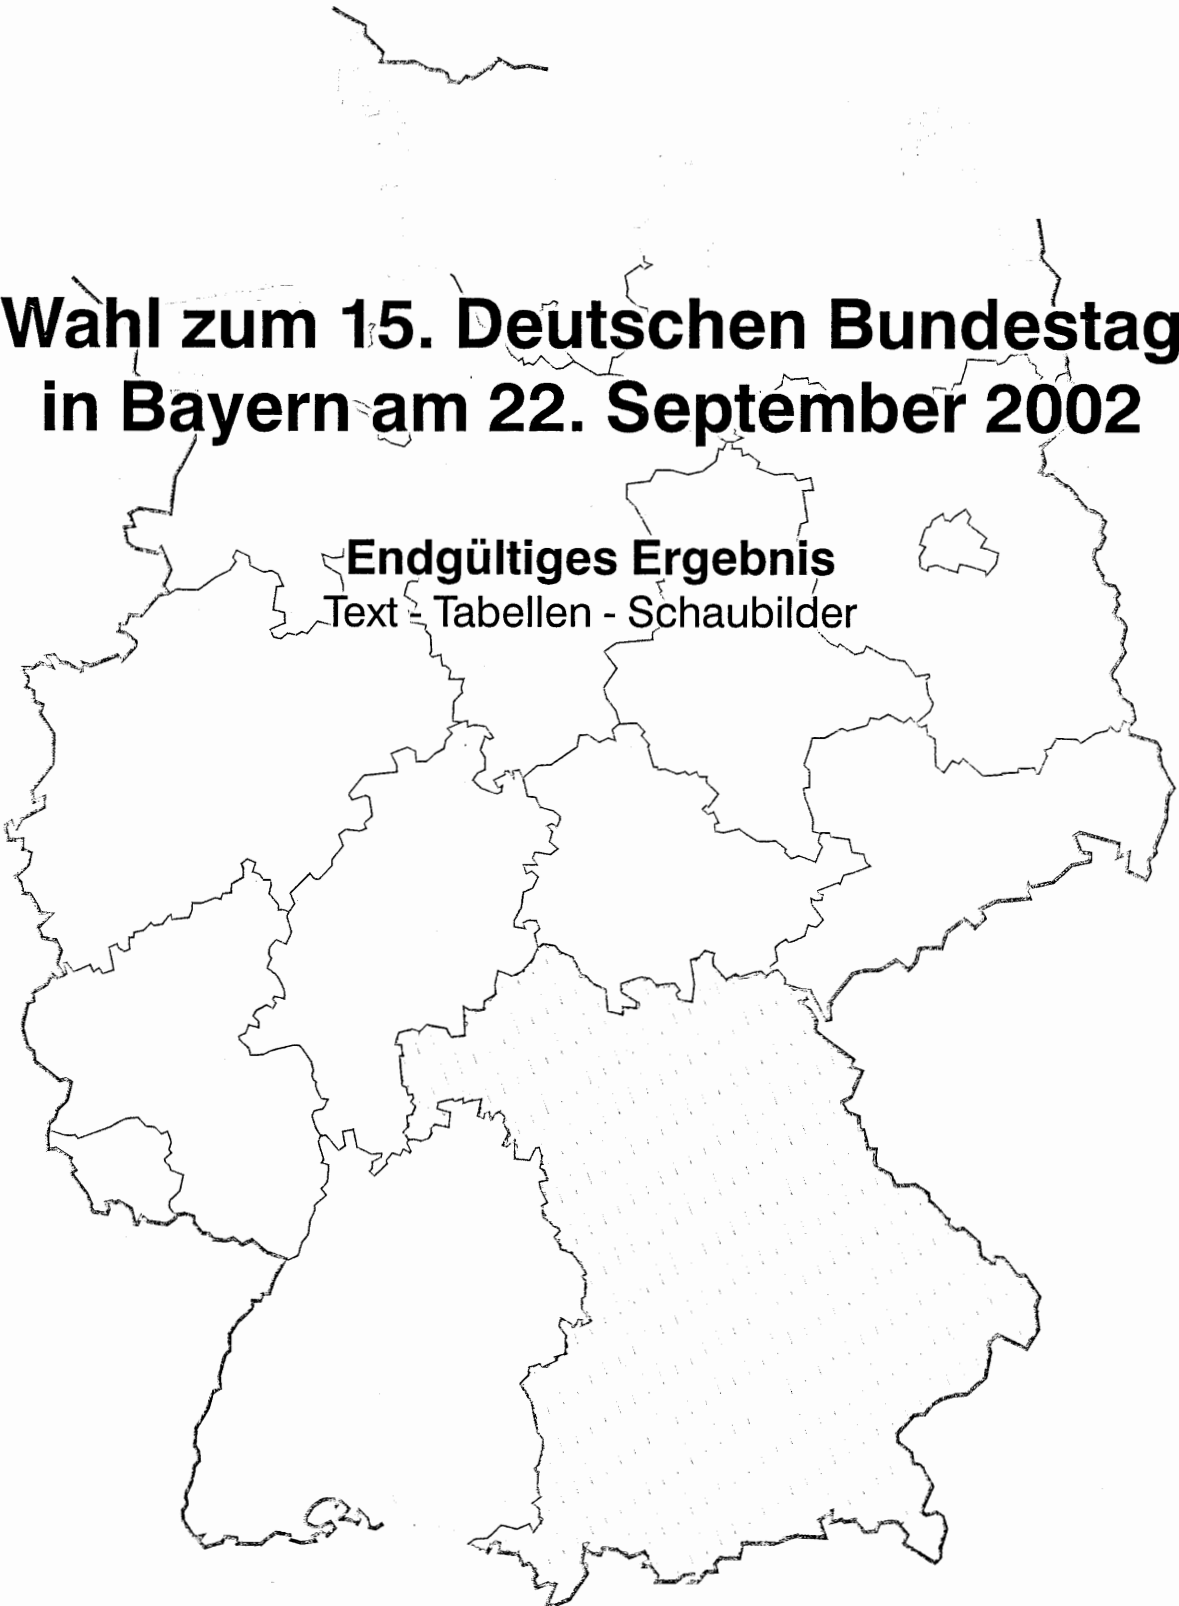 Wahl zum 15. Deutschen Bundestag
in Bayern am 22. September 2002
Endgültiges Ergebnis
Text - Tabellen - Schaubilder